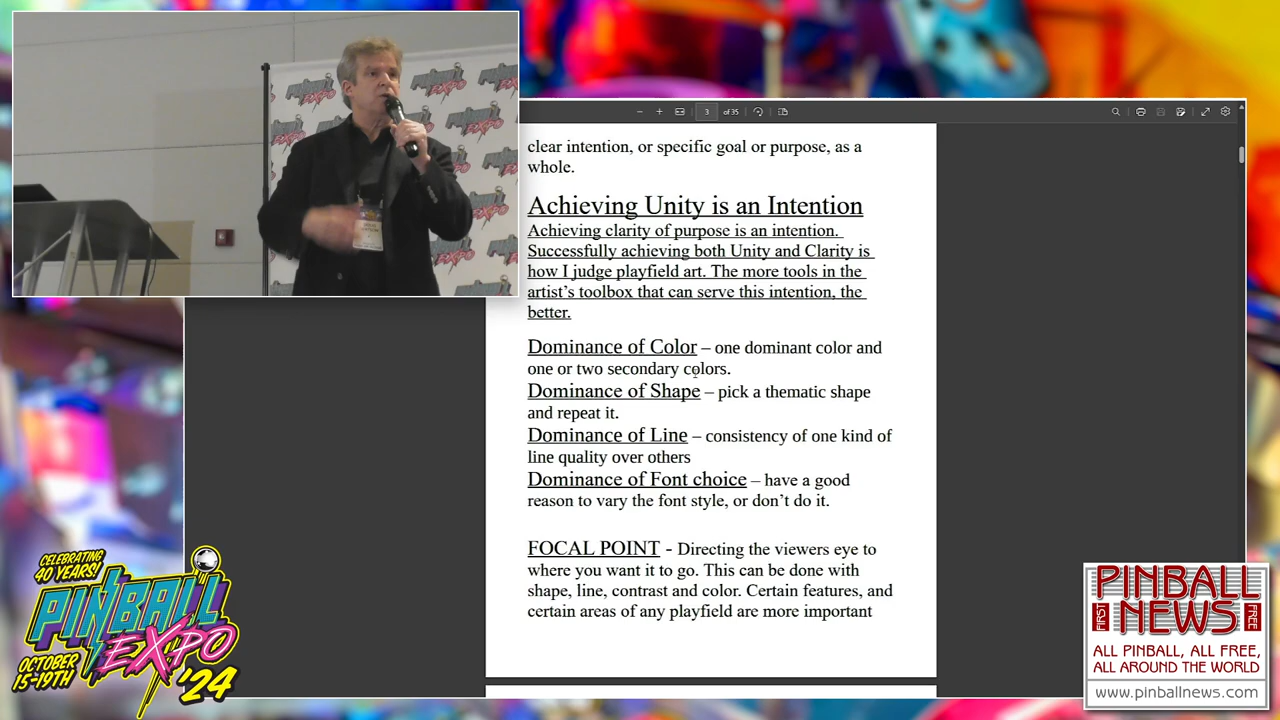 PINBALL
EXPO
3 of 35
clear intention, or specific goal or purpose, as a
whole.
Achieving Unity is an Intention
Achieving clarity of purpose is an intention.
Successfully achieving both Unity and Clarity is
how I judge playfield art. The more tools in the
artist’s toolbox that can serve this intention, the
better.
Dominance of Color – one dominant color and
one or two secondary colors.
Dominance of Shape – pick a thematic shape
and repeat it.
Dominance of Line – consistency of one kind of
line quality over others
Dominance of Font choice – have a good
reason to vary the font style, or don’t do it.
FOCAL POINT - Directing the viewers eye to
where you want it to go. This can be done with
shape, line, contrast and color. Certain features, and
certain areas of any playfield are more important
CELEBRATING
40 YEARS!
PINBALL
EXPO
OCTOBER
15-19TH
'24
PINBALL
FIRST NEWS FREE
ALL PINBALL, ALL FREE,
ALL AROUND THE WORLD
www.pinballnews.com